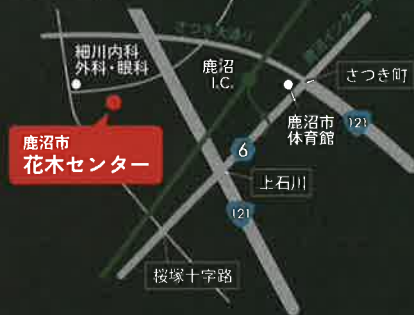 さつき大通り
細川内科
外科・眼科
鹿沼
I.C.
さつき町
鹿沼市
体育館
121
鹿沼市
花木センター
6
上石川
121
桜塚十字路